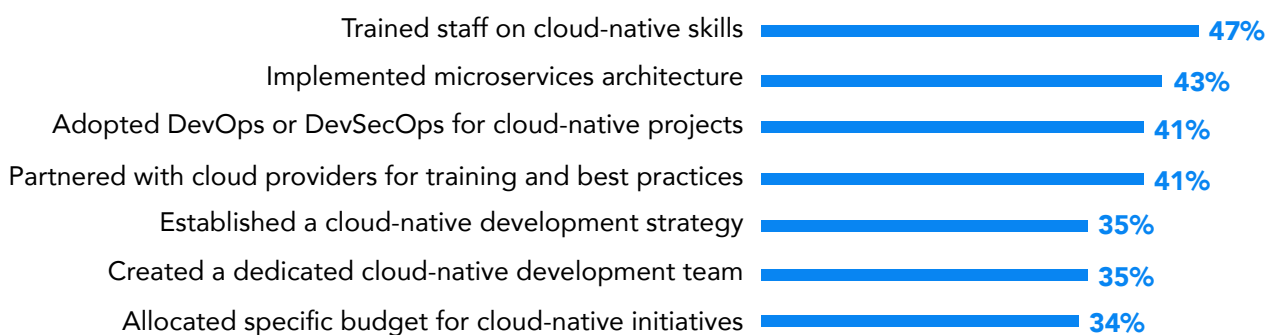 Trained staff on cloud-native skills 47%
Implemented microservices architecture 43%
Adopted DevOps or DevSecOps for cloud-native projects 41%
Partnered with cloud providers for training and best practices 41%
Established a cloud-native development strategy 35%
Created a dedicated cloud-native development team 35%
Allocated specific budget for cloud-native initiatives 34%